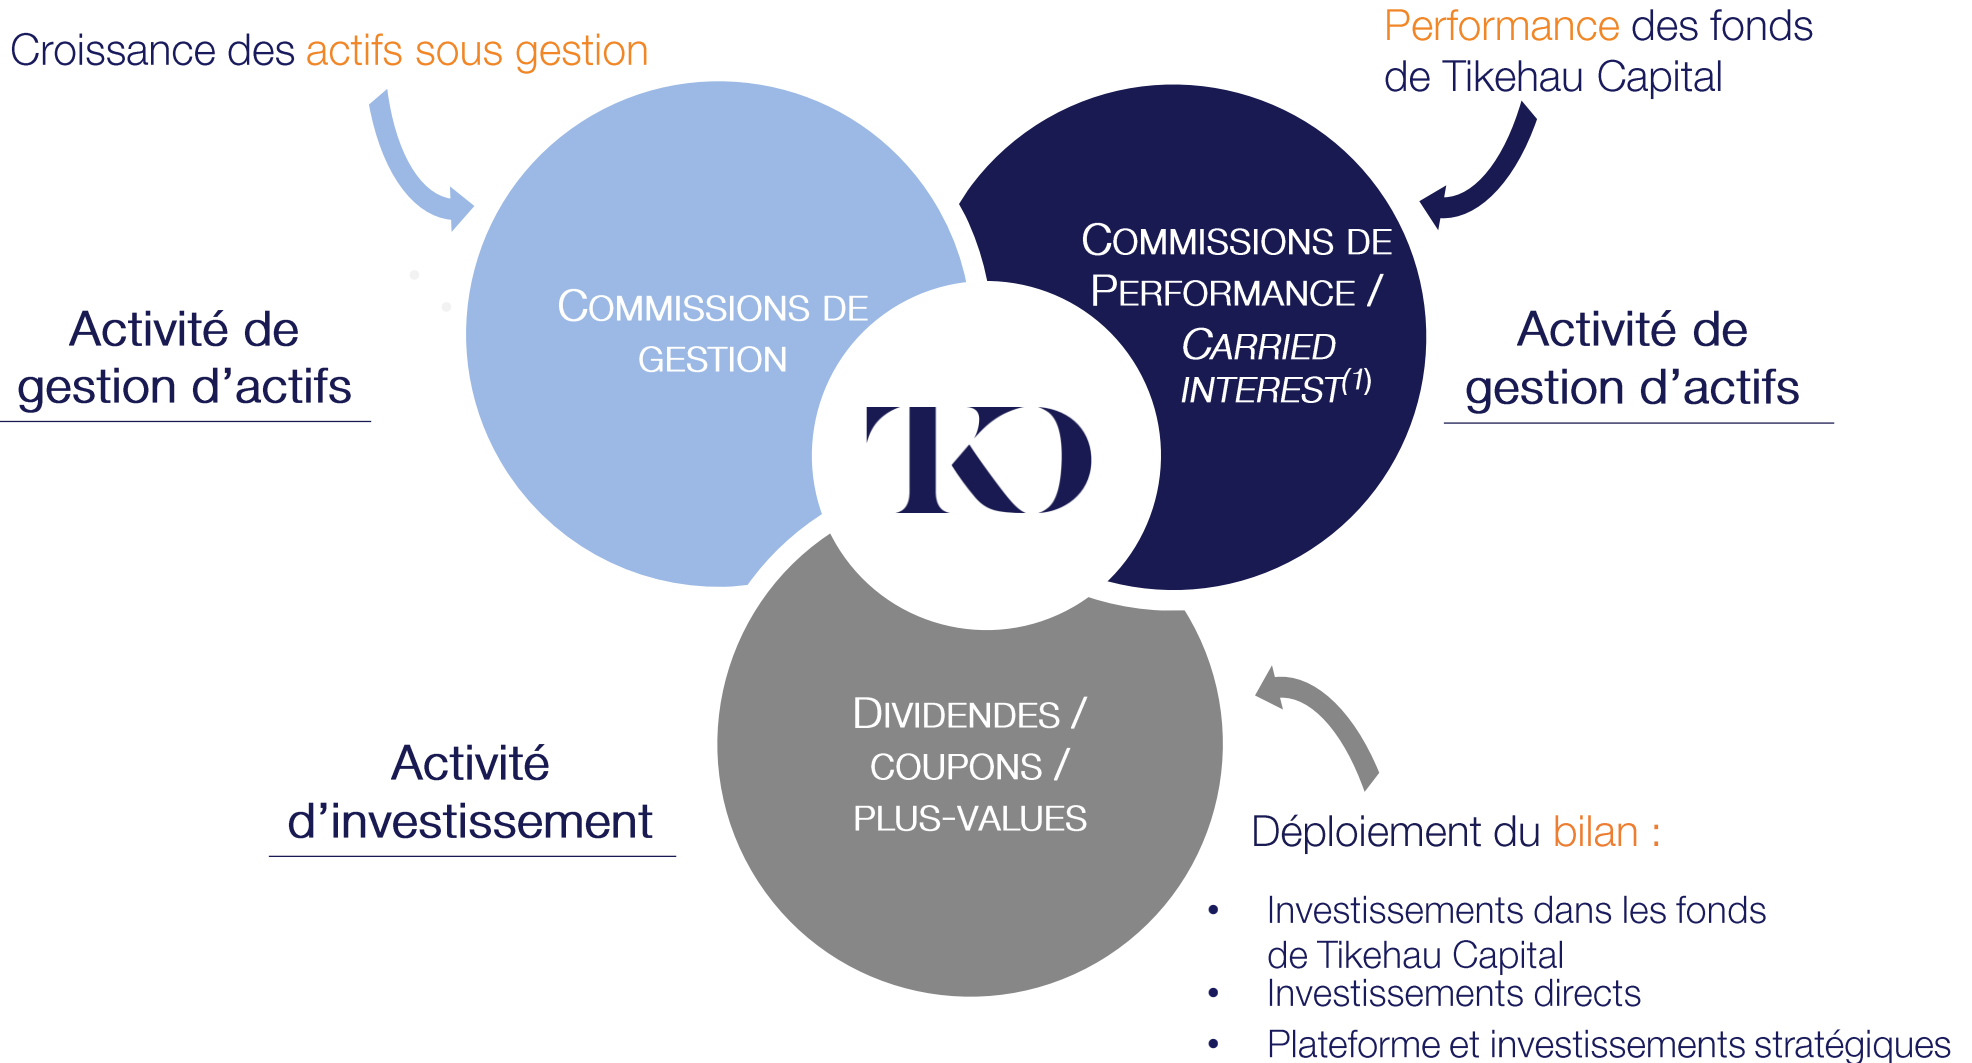 Croissance des actifs sous gestion
Performance des fonds
de Tikehau Capital
COMMISSIONS DE
GESTION
COMMISSIONS DE
PERFORMANCE /
CARRIED
INTEREST(1)
Activité de
gestion d’actifs
Activité de
gestion d’actifs
TKO
DIVIDENDES /
COUPONS /
PLUS-VALUES
Activité
d’investissement
Déploiement du bilan :
• Investissements dans les fonds
de Tikehau Capital
• Investissements directs
• Plateforme et investissements stratégiques